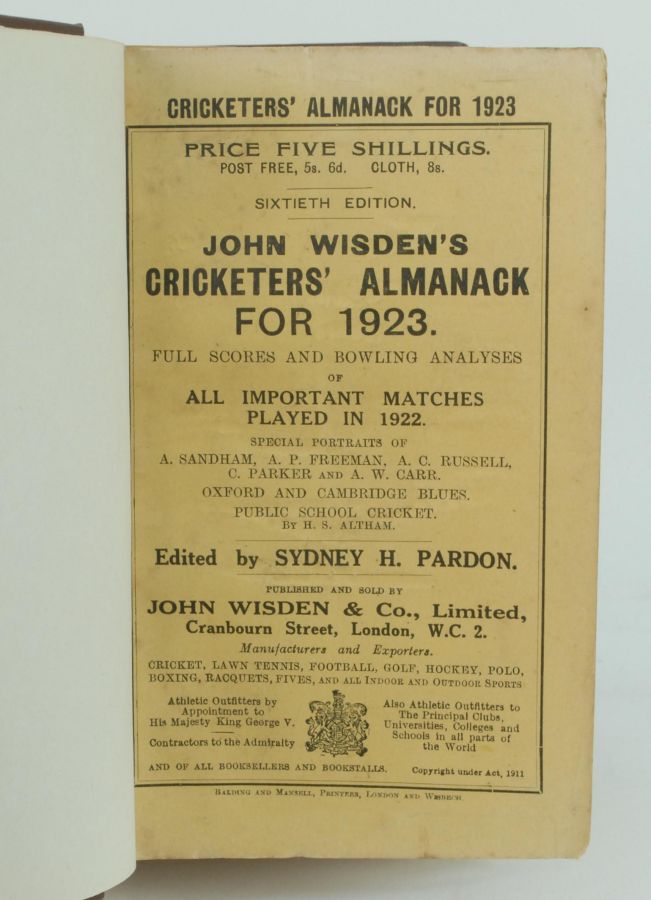 CRICKETERS' ALMANACK FOR 1923
PRICE FIVE SHILLINGS.
POST FREE, 5s. 6d. CLOTH, 8s.
SIXTIETH EDITION.
JOHN WISDEN'S
CRICKETERS' ALMANACK
FOR 1923.
FULL SCORES AND BOWLING ANALYSES
OF
ALL IMPORTANT MATCHES
PLAYED IN 1922.
SPECIAL PORTRAITS OF
A. SANDHAM, A. P. FREEMAN, A. C. RUSSELL,
C. PARKER AND A. W. CARR.
OXFORD AND CAMBRIDGE BLUES.
PUBLIC SCHOOL CRICKET.
BY H. S. ALTHAM.
Edited by SYDNEY H. PARDON.
PUBLISHED AND SOLD BY
JOHN WISDEN & Co., Limited,
Cranbourn Street, London, W.C. 2.
Manufacturers and Exporters.
CRICKET, LAWN TENNIS, FOOTBALL, GOLF, HOCKEY, POLO,
BOXING, RACQUETS, FIVES, AND ALL INDOOR AND OUTDOOR SPORTS
Athletic Outfitters by
Appointment to
His Majesty King George V.
Contractors to the Admiralty
Also Athletic Outfitters to
The Principal Clubs,
Universities, Colleges and
Schools in all parts of
the World
AND OF ALL BOOKSELLERS AND BOOKSTALLS.
Copyright under Act, 1911
BALDING AND MANSELL, PRINTERS, LONDON AND WISBECH